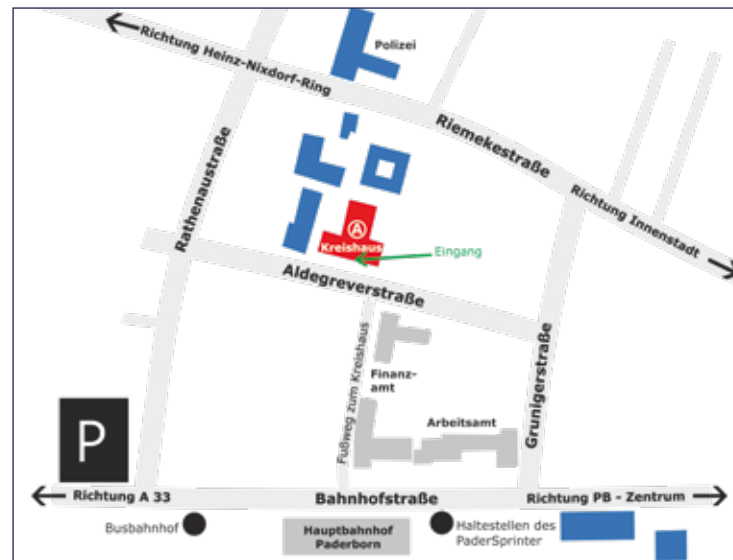 Polizei
Richtung Heinz-Nixdorf-Ring
Riemekestraße
Richtung Innenstadt
Rathenaustraße
A
Kreishaus
Eingang
Aldegreverstraße
Fußweg zum Kreishaus
Finanz-
amt
Grunigerstraße
Arbeitsamt
P
Richtung A 33
Bahnhofstraße
Richtung PB - Zentrum
Busbahnhof
Hauptbahnhof
Paderborn
Haltestellen des
PaderSprinter